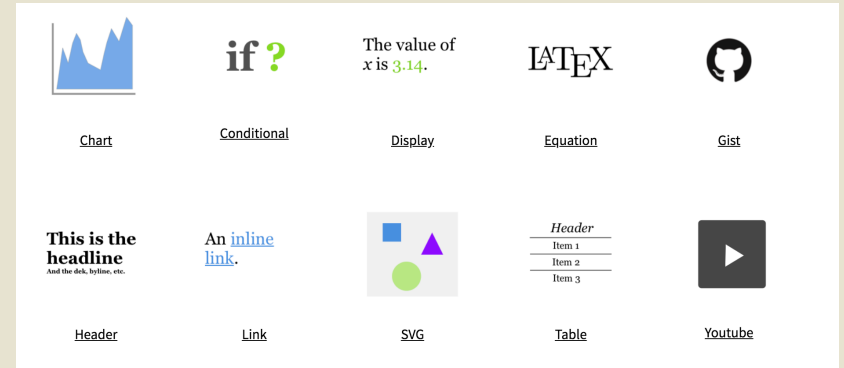 if ?
The value of
x is 3.14.
LATEX
Chart
Conditional
Display
Equation
Gist
This is the
headline
And the dek, byline, etc.
An inline
link.
Header
Item 1
Item 2
Item 3
Header
Link
SVG
Table
Youtube